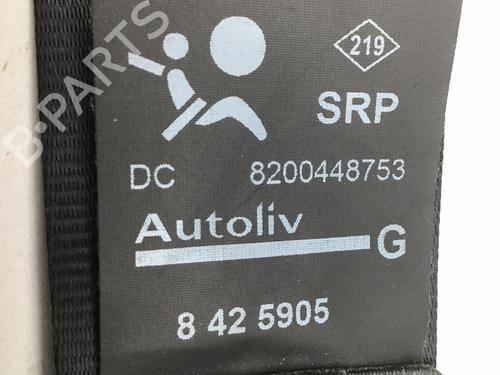 219
SRP
DC 8200448753
Autoliv
G
8 42 5905
B-PARTS